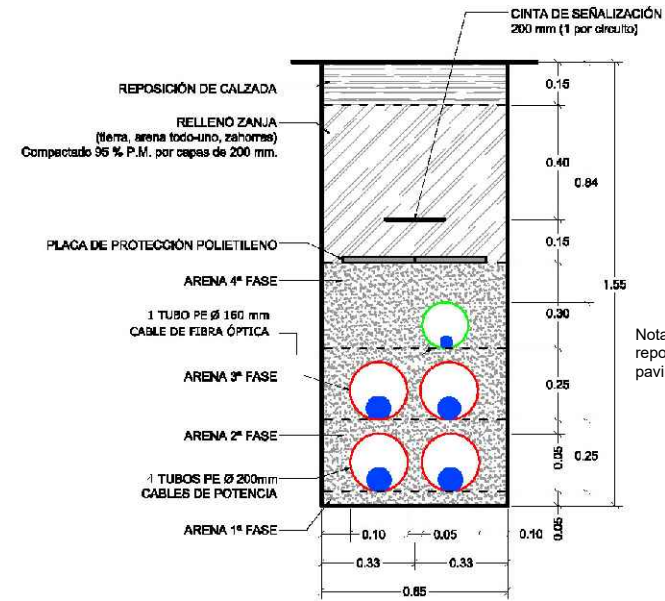 CINTA DE SEÑALIZACIÓN
200 mm (1 por circuito)
REPOSICIÓN DE CALZADA
0.15
RELLENO ZANJA
(tierra, arena todo-uno, zahorras)
Compactado 95 % P.M. por capas de 200 mm.
0.40
0.84
PLACA DE PROTECCIÓN POLIETILENO
0.15
ARENA 4ª FASE
1.55
1 TUBO PE Ø 160 mm
CABLE DE FIBRA ÓPTICA
0.30
Nota
repo
pavi
ARENA 3ª FASE
0.25
ARENA 2ª FASE
0.05
0.25
4 TUBOS PE Ø 200mm
CABLES DE POTENCIA
ARENA 1ª FASE
0.10
0.05
0.10
0.05
0.33
0.33
0.65